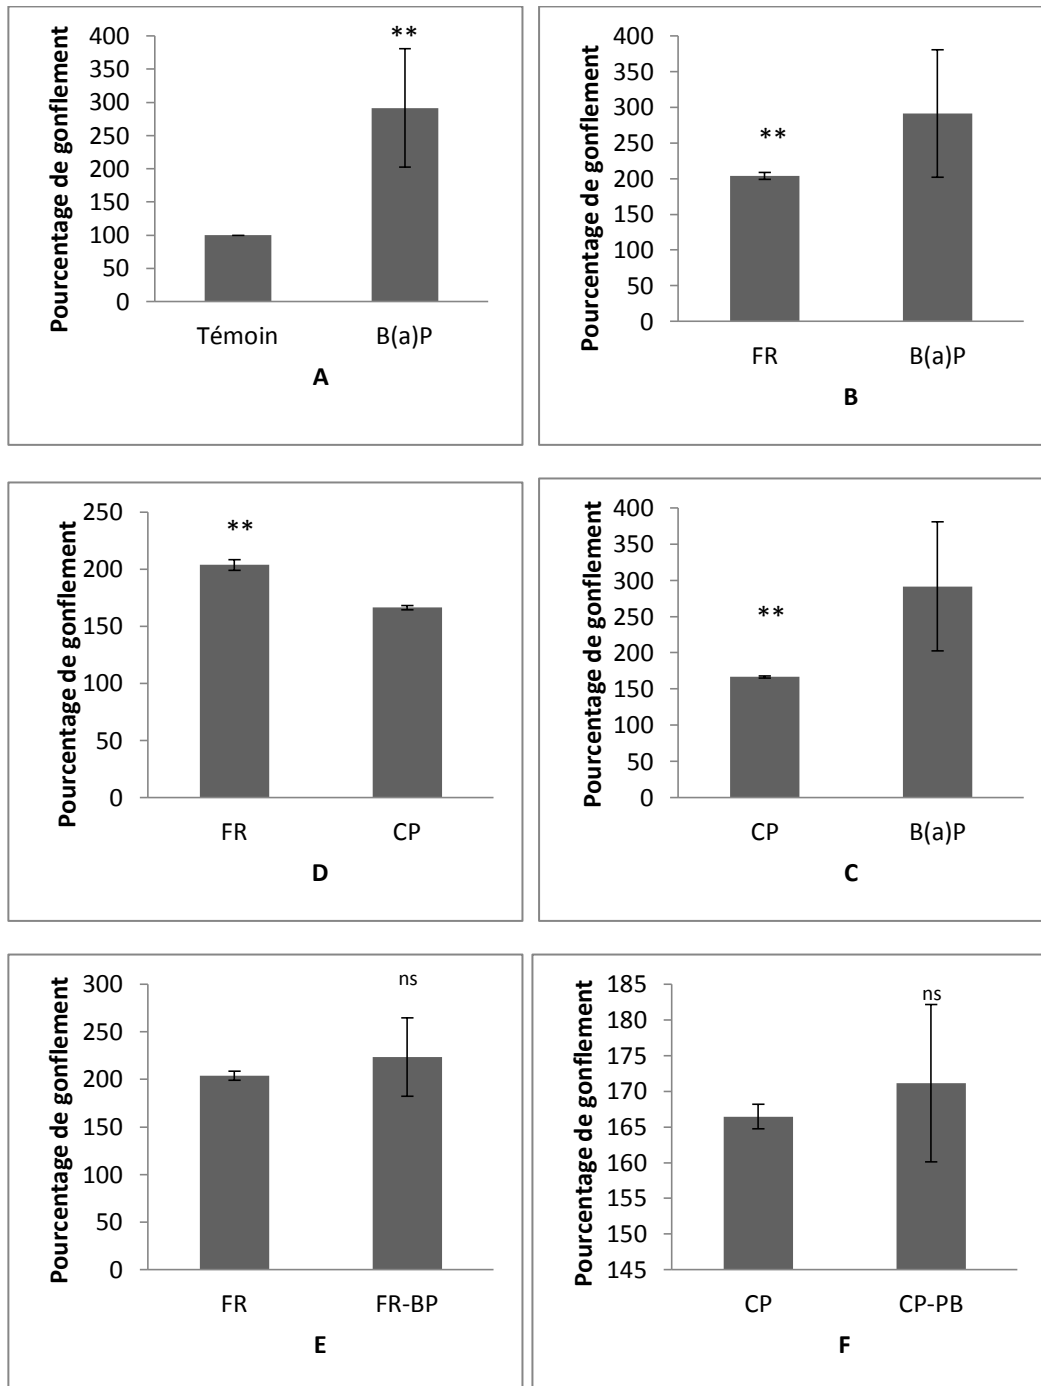 Pourcentage de gonflement
400
350
300
250
200
150
100
50
0
**
Témoin
B(a)P
A
Pourcentage de gonflement
400
350
300
250
200
150
100
50
0
**
FR
B(a)P
B
Pourcentage de gonflement
250
200
150
100
50
0
**
FR
CP
D
Pourcentage de gonflement
400
350
300
250
200
150
100
50
0
**
CP
B(a)P
C
Pourcentage de gonflement
300
250
200
150
100
50
0
ns
FR
FR-BP
E
Pourcentage de gonflement
185
180
175
170
165
160
155
150
145
ns
CP
CP-PB
F